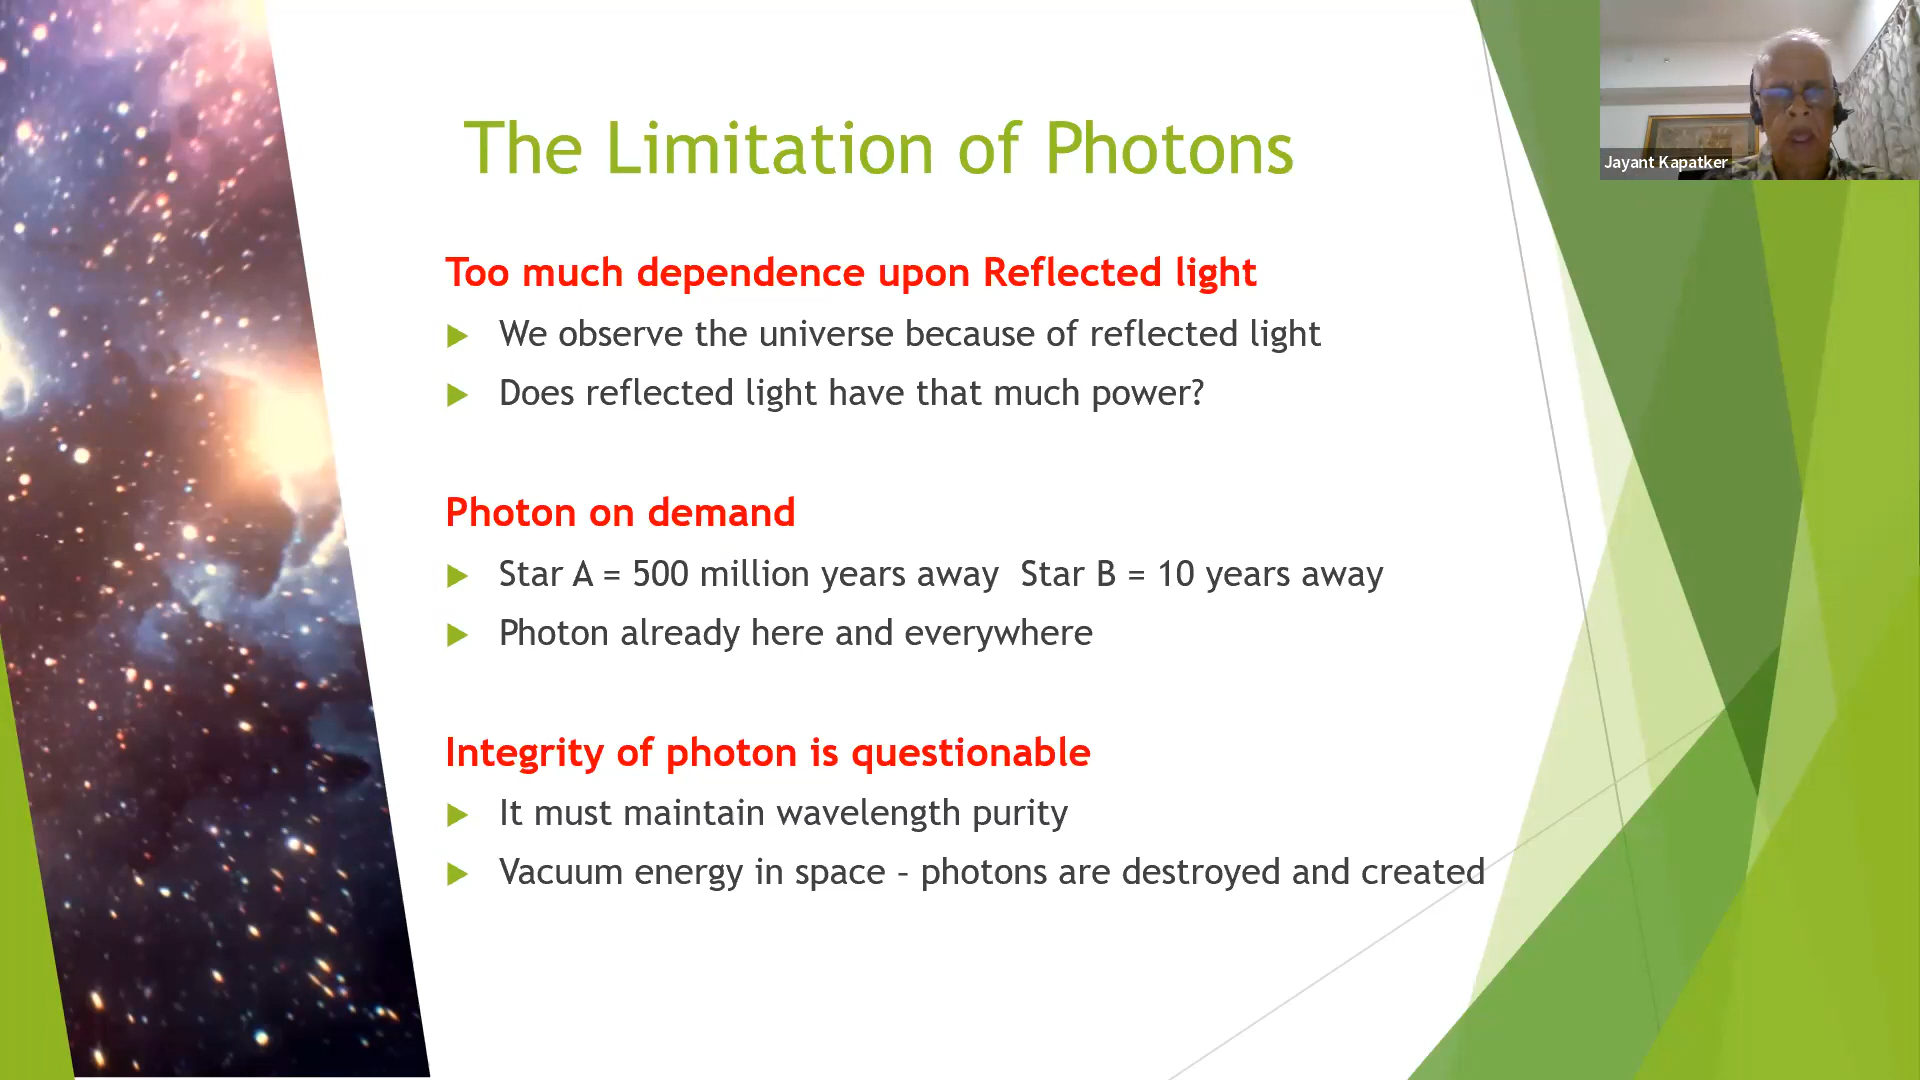 The Limitation of Photons
Jayant Kapatker
Too much dependence upon Reflected light
We observe the universe because of reflected light
Does reflected light have that much power?
Photon on demand
Star A = 500 million years away Star B = 10 years away
Photon already here and everywhere
Integrity of photon is questionable
It must maintain wavelength purity
Vacuum energy in space – photons are destroyed and created